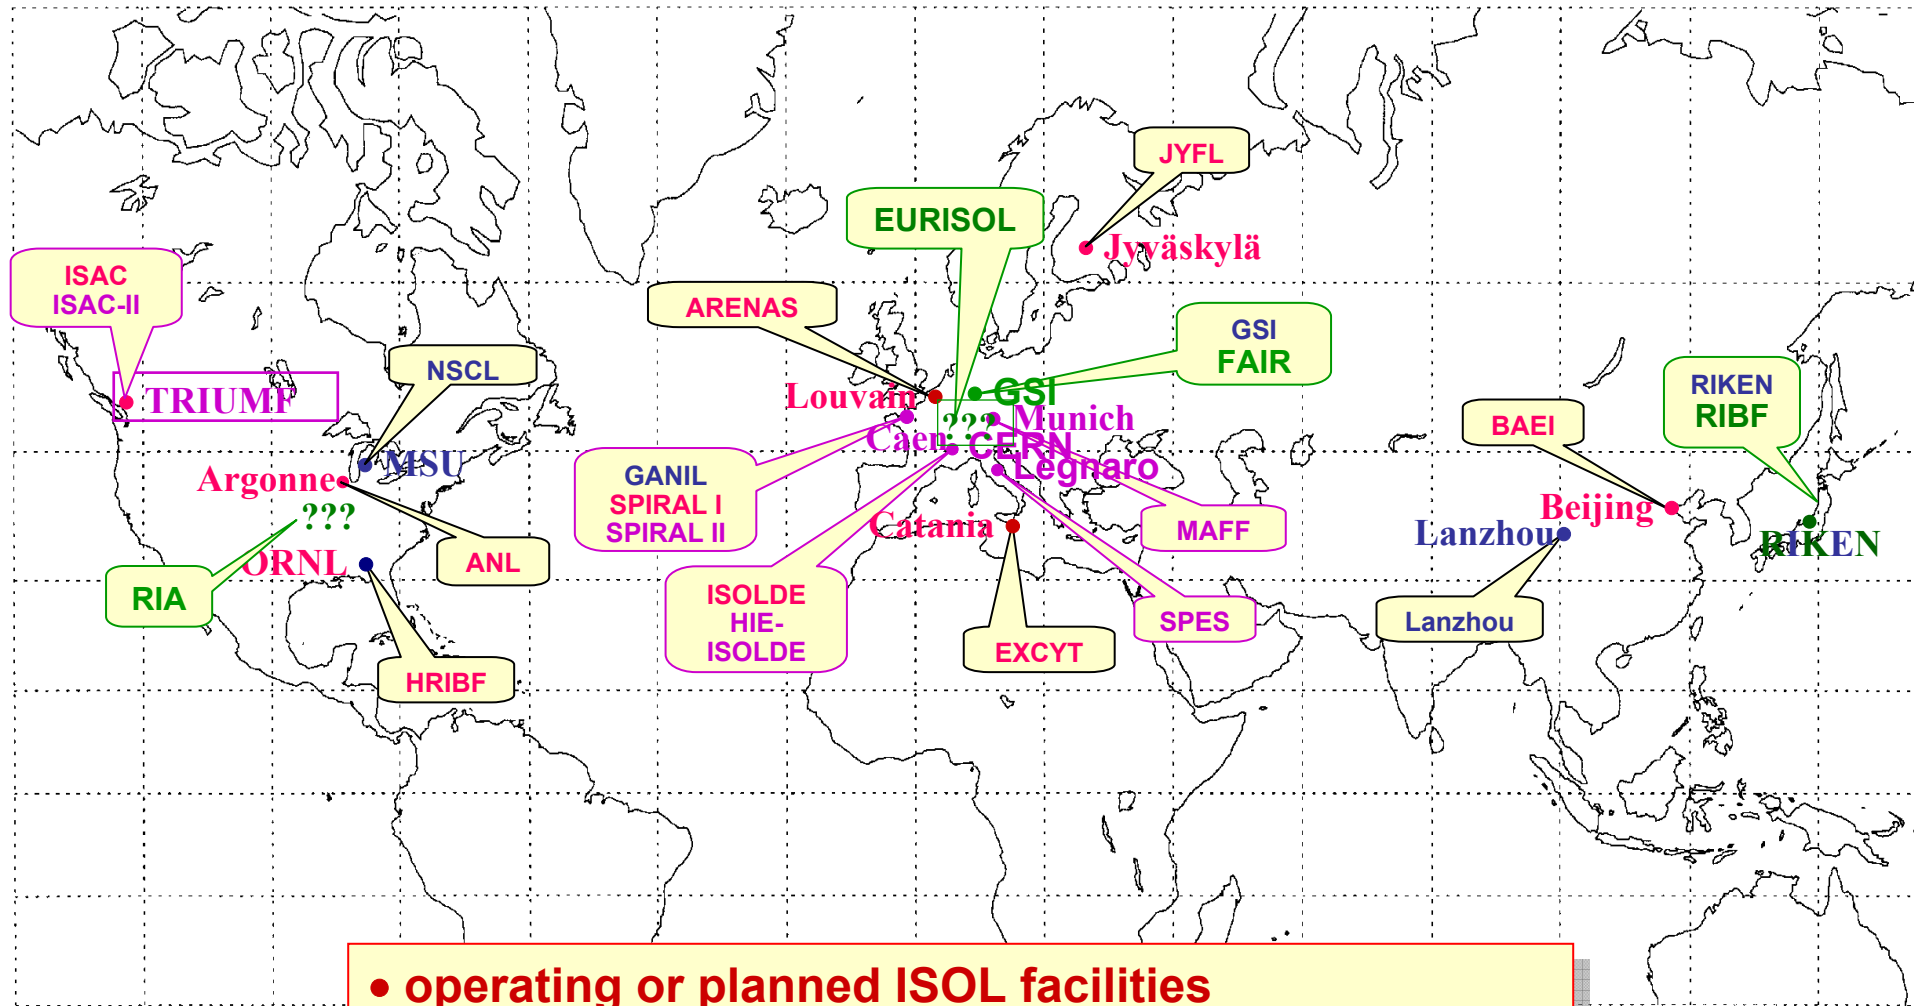 JYFL
EURISOL
Jyväskylä
ISAC
ISAC-II
ARENAS
GSI
FAIR
NSCL
RIKEN
RIBF
TRIUMF
Louvain
GSI
??? Munich
Caen
CERN
BAEI
MSU
Argonne
Legnaro
GANIL
SPIRAL I
SPIRAL II
???
Catania
MAFF
Beijing
Lanzhou
RIKEN
ORNL
ANL
RIA
ISOLDE
HIE-
ISOLDE
SPES
Lanzhou
EXCYT
HRIBF
• operating or planned ISOL facilities